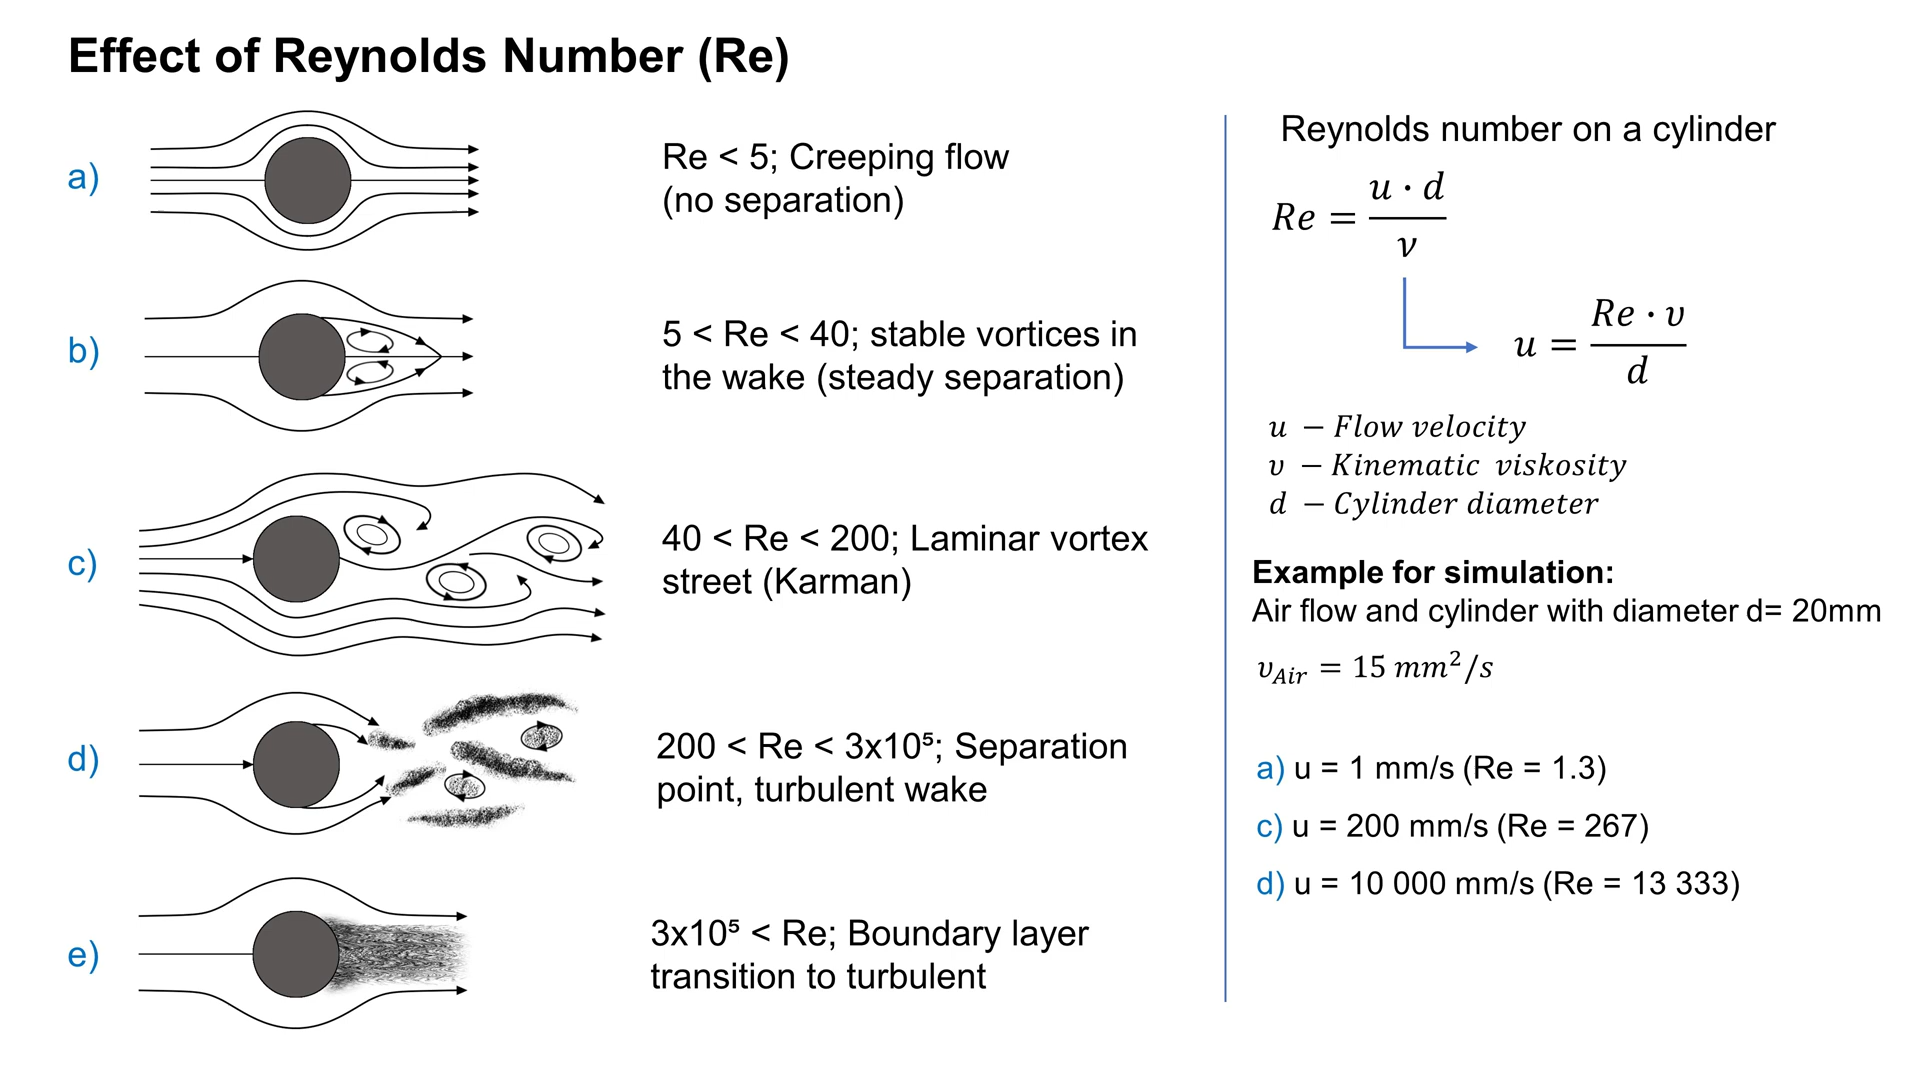 Effect of Reynolds Number (Re)
a)
Re < 5; Creeping flow
(no separation)
b)
5 < Re < 40; stable vortices in
the wake (steady separation)
c)
40 < Re < 200; Laminar vortex
street (Karman)
d)
200 < Re < 3x10⁵; Separation
point, turbulent wake
e)
3x10⁵ < Re; Boundary layer
transition to turbulent
Reynolds number on a cylinder
Re = u · d / ν
u = Re · υ / d
u – Flow velocity
υ – Kinematic viskosity
d – Cylinder diameter
Example for simulation:
Air flow and cylinder with diameter d= 20mm
υ_Air = 15 mm²/s
a) u = 1 mm/s (Re = 1.3)
c) u = 200 mm/s (Re = 267)
d) u = 10 000 mm/s (Re = 13 333)